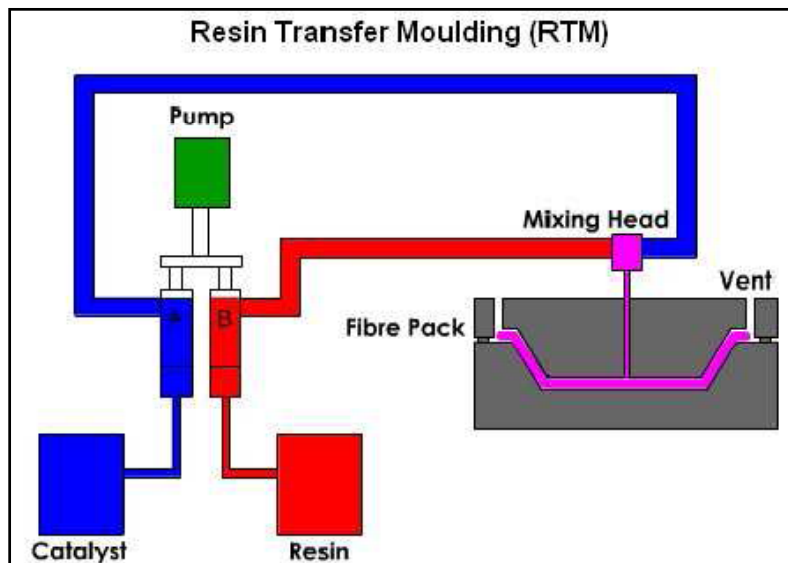 Resin Transfer Moulding (RTM)
Pump
Mixing Head
Vent
Fibre Pack
A
B
Catalyst
Resin